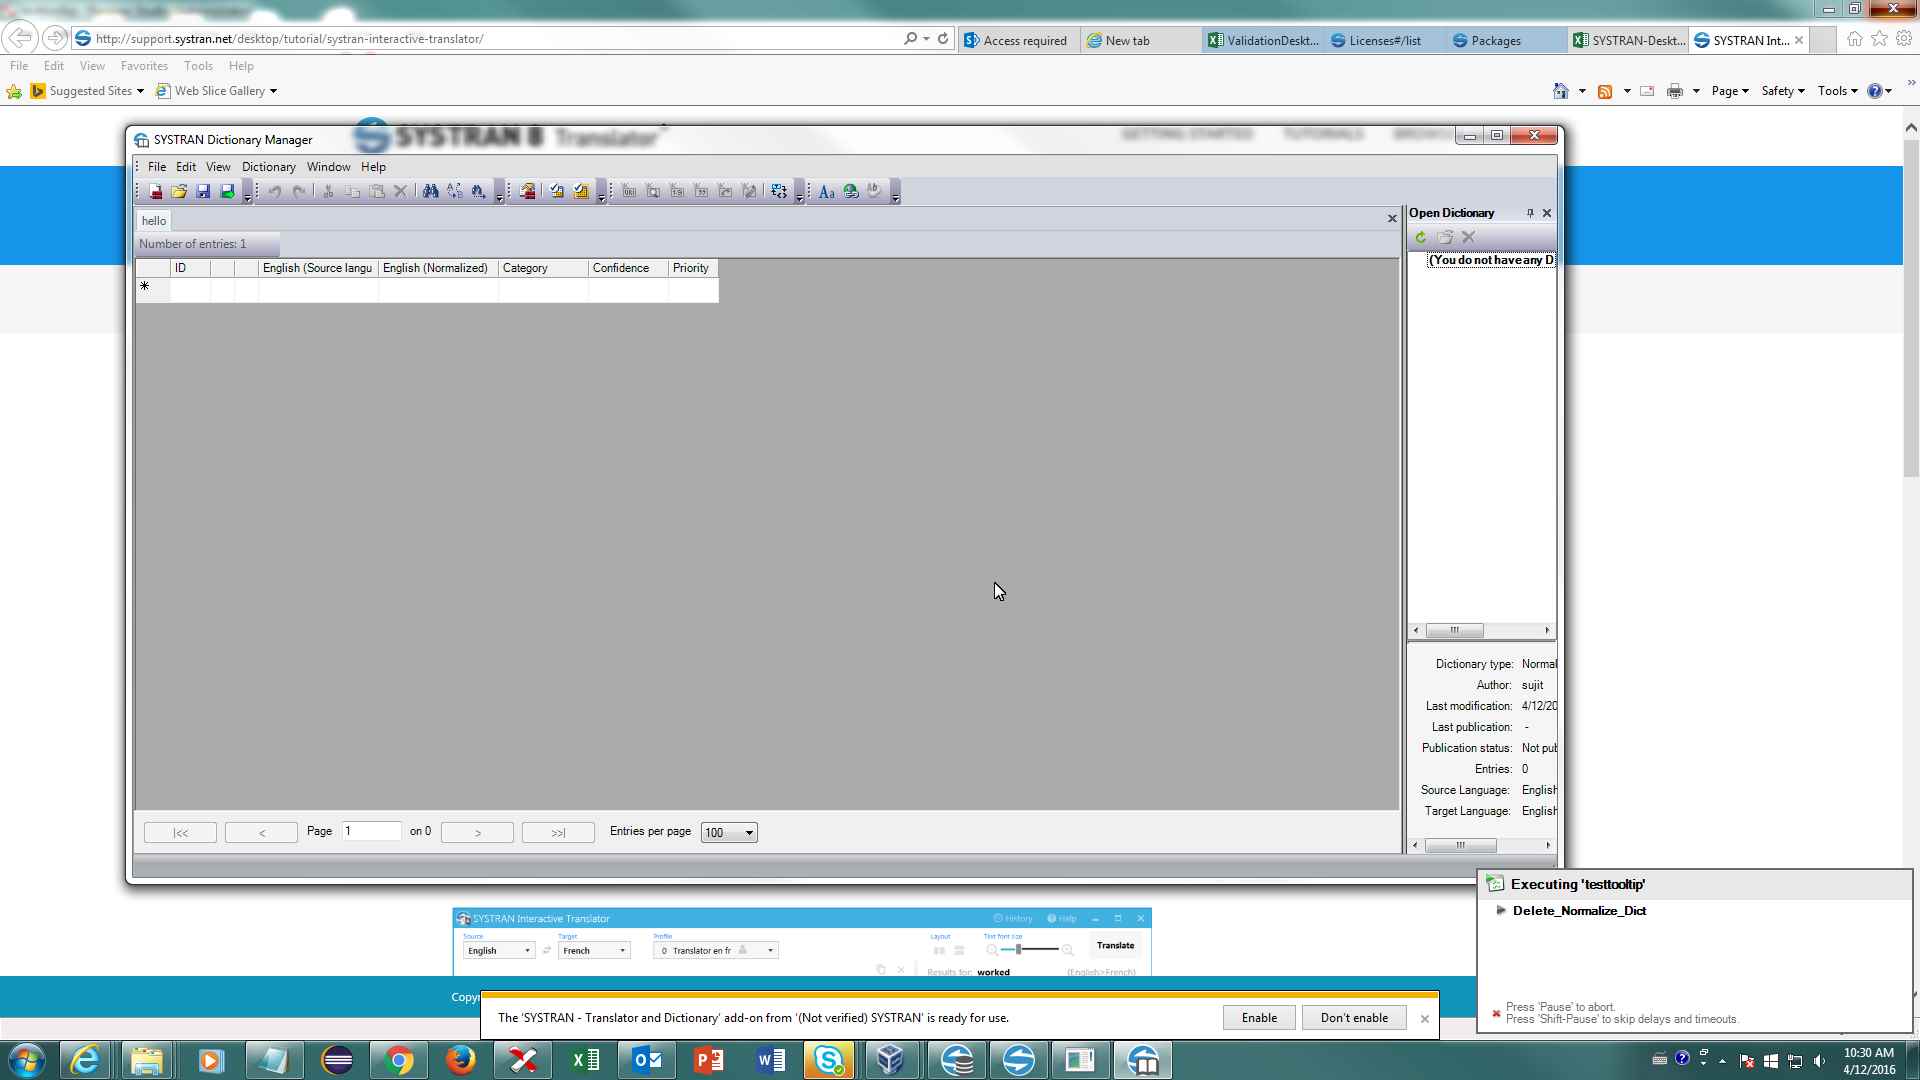 http://support.systran.net/desktop/tutorial/systran-interactive-translator/
Access required
New tab
ValidationDeskt...
Licenses#/list
Packages
SYSTRAN-Deskt...
SYSTRAN Int...
File Edit View Favorites Tools Help
Suggested Sites
Web Slice Gallery
Page
Safety
Tools
SYSTRAN 8 Translator
GETTING STARTED
TUTORIALS
SYSTRAN Dictionary Manager
File Edit View Dictionary Window Help
hello
Number of entries: 1
ID English (Source langu English (Normalized) Category Confidence Priority
Open Dictionary
(You do not have any D
Dictionary type: Normal
Author: sujit
Last modification: 4/12/20
Last publication: -
Publication status: Not pub
Entries: 0
Source Language: English
Target Language: English
|<< < Page 1 on 0 > >>| Entries per page 100
Executing 'testtooltip'
Delete_Normalize_Dict
Press 'Pause' to abort.
Press 'Shift-Pause' to skip delays and timeouts.
SYSTRAN Interactive Translator
History
Help
Source
Target
Profile
Layout
Text font size
English
French
0 Translator en fr
Translate
Results for: worked
(English>French)
Copyr
The 'SYSTRAN - Translator and Dictionary' add-on from '(Not verified) SYSTRAN' is ready for use.
Enable
Don't enable
10:30 AM
4/12/2016